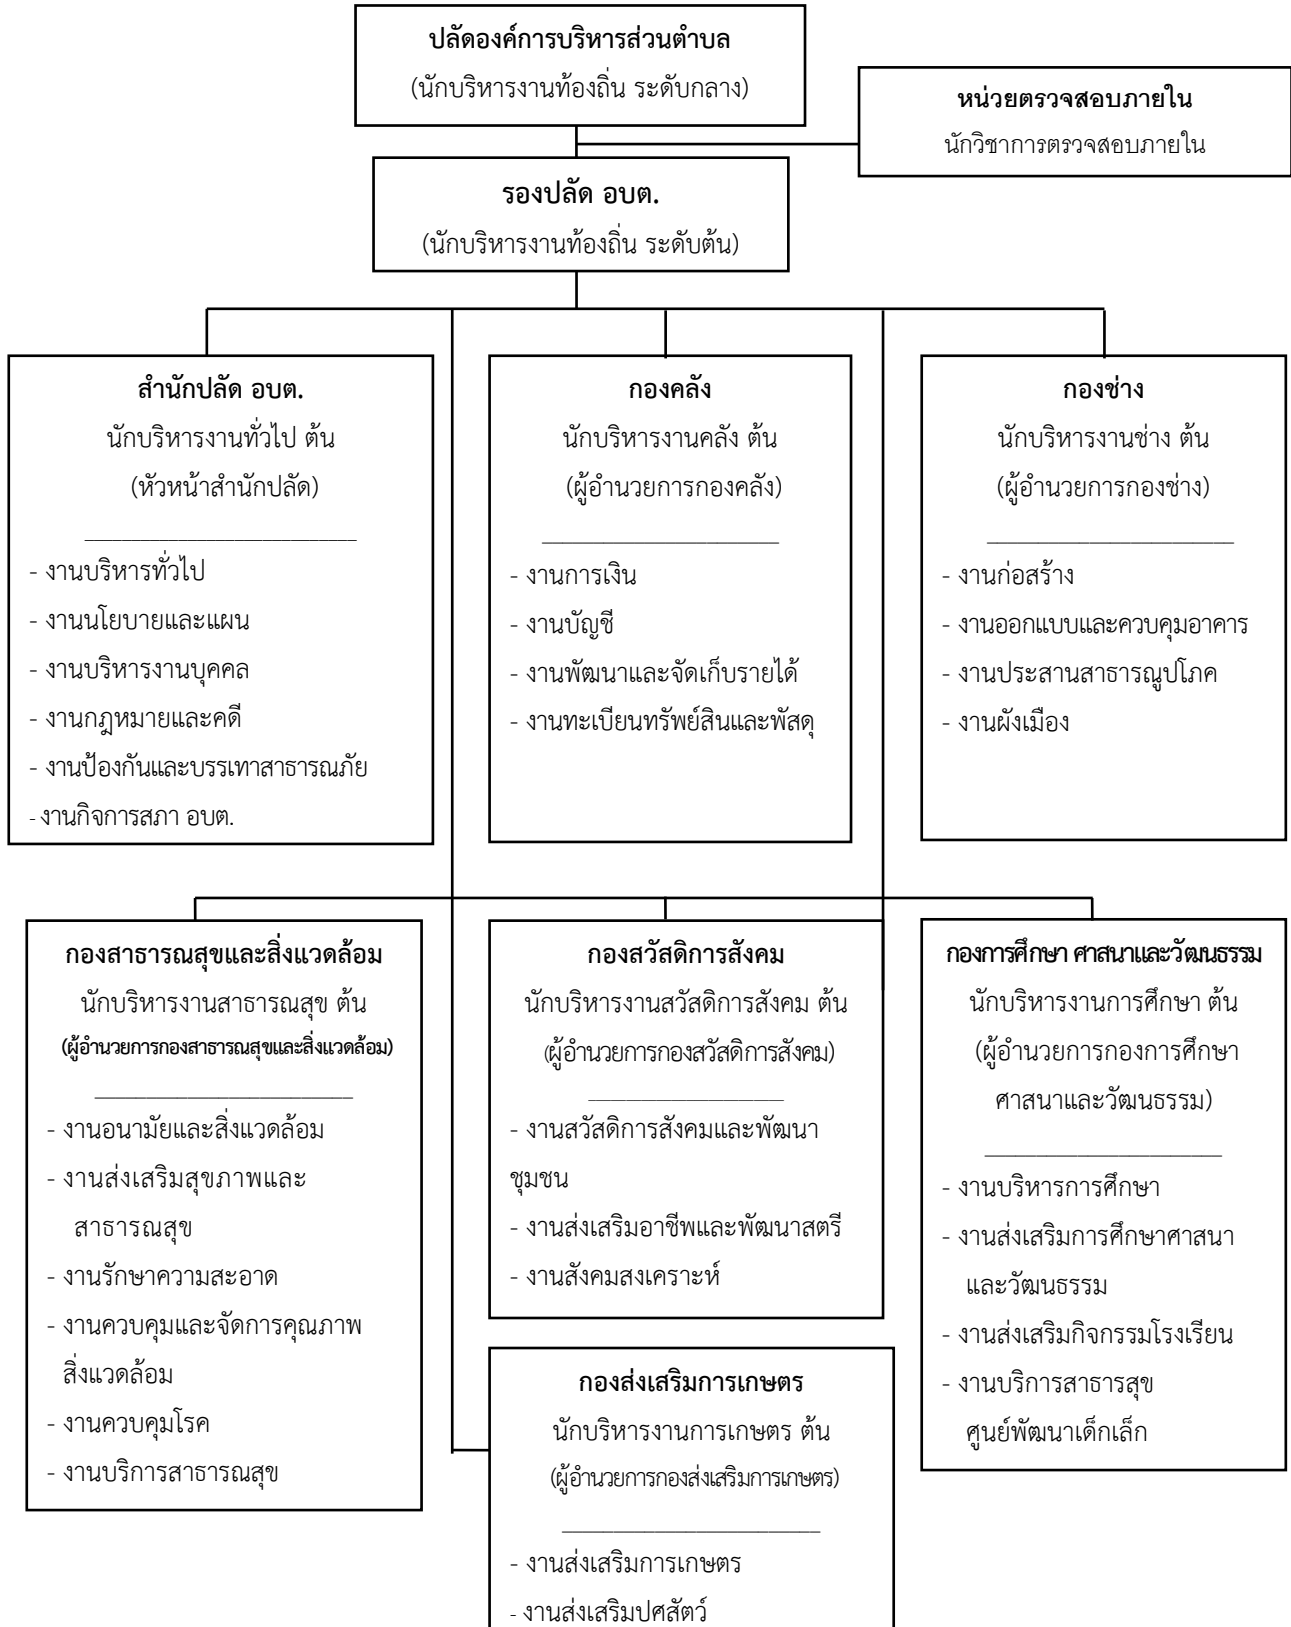 ปลัดองค์การบริหารส่วนตำบล
(นักบริหารงานท้องถิ่น ระดับกลาง)
หน่วยตรวจสอบภายใน
นักวิชาการตรวจสอบภายใน
รองปลัด อบต.
(นักบริหารงานท้องถิ่น ระดับต้น)
สำนักปลัด อบต.
นักบริหารงานทั่วไป ต้น
(หัวหน้าสำนักปลัด)
- งานบริหารทั่วไป
- งานนโยบายและแผน
- งานบริหารงานบุคคล
- งานกฎหมายและคดี
- งานป้องกันและบรรเทาสาธารณภัย
- งานกิจการสภา อบต.
กองคลัง
นักบริหารงานคลัง ต้น
(ผู้อำนวยการกองคลัง)
- งานการเงิน
- งานบัญชี
- งานพัฒนาและจัดเก็บรายได้
- งานทะเบียนทรัพย์สินและพัสดุ
กองช่าง
นักบริหารงานช่าง ต้น
(ผู้อำนวยการกองช่าง)
- งานก่อสร้าง
- งานออกแบบและควบคุมอาคาร
- งานประสานสาธารณูปโภค
- งานผังเมือง
กองสาธารณสุขและสิ่งแวดล้อม
นักบริหารงานสาธารณสุข ต้น
(ผู้อำนวยการกองสาธารณสุขและสิ่งแวดล้อม)
- งานอนามัยและสิ่งแวดล้อม
- งานส่งเสริมสุขภาพและ
สาธารณสุข
- งานรักษาความสะอาด
- งานควบคุมและจัดการคุณภาพ
สิ่งแวดล้อม
- งานควบคุมโรค
- งานบริการสาธารณสุข
กองสวัสดิการสังคม
นักบริหารงานสวัสดิการสังคม ต้น
(ผู้อำนวยการกองสวัสดิการสังคม)
- งานสวัสดิการสังคมและพัฒนา
ชุมชน
- งานส่งเสริมอาชีพและพัฒนาสตรี
- งานสังคมสงเคราะห์
กองการศึกษา ศาสนาและวัฒนธรรม
นักบริหารงานการศึกษา ต้น
(ผู้อำนวยการกองการศึกษา
ศาสนาและวัฒนธรรม)
- งานบริหารการศึกษา
- งานส่งเสริมการศึกษาศาสนา
และวัฒนธรรม
- งานส่งเสริมกิจกรรมโรงเรียน
- งานบริการสาธารสุข
ศูนย์พัฒนาเด็กเล็ก
กองส่งเสริมการเกษตร
นักบริหารงานการเกษตร ต้น
(ผู้อำนวยการกองส่งเสริมการเกษตร)
- งานส่งเสริมการเกษตร
- งานส่งเสริมปศสัตว์